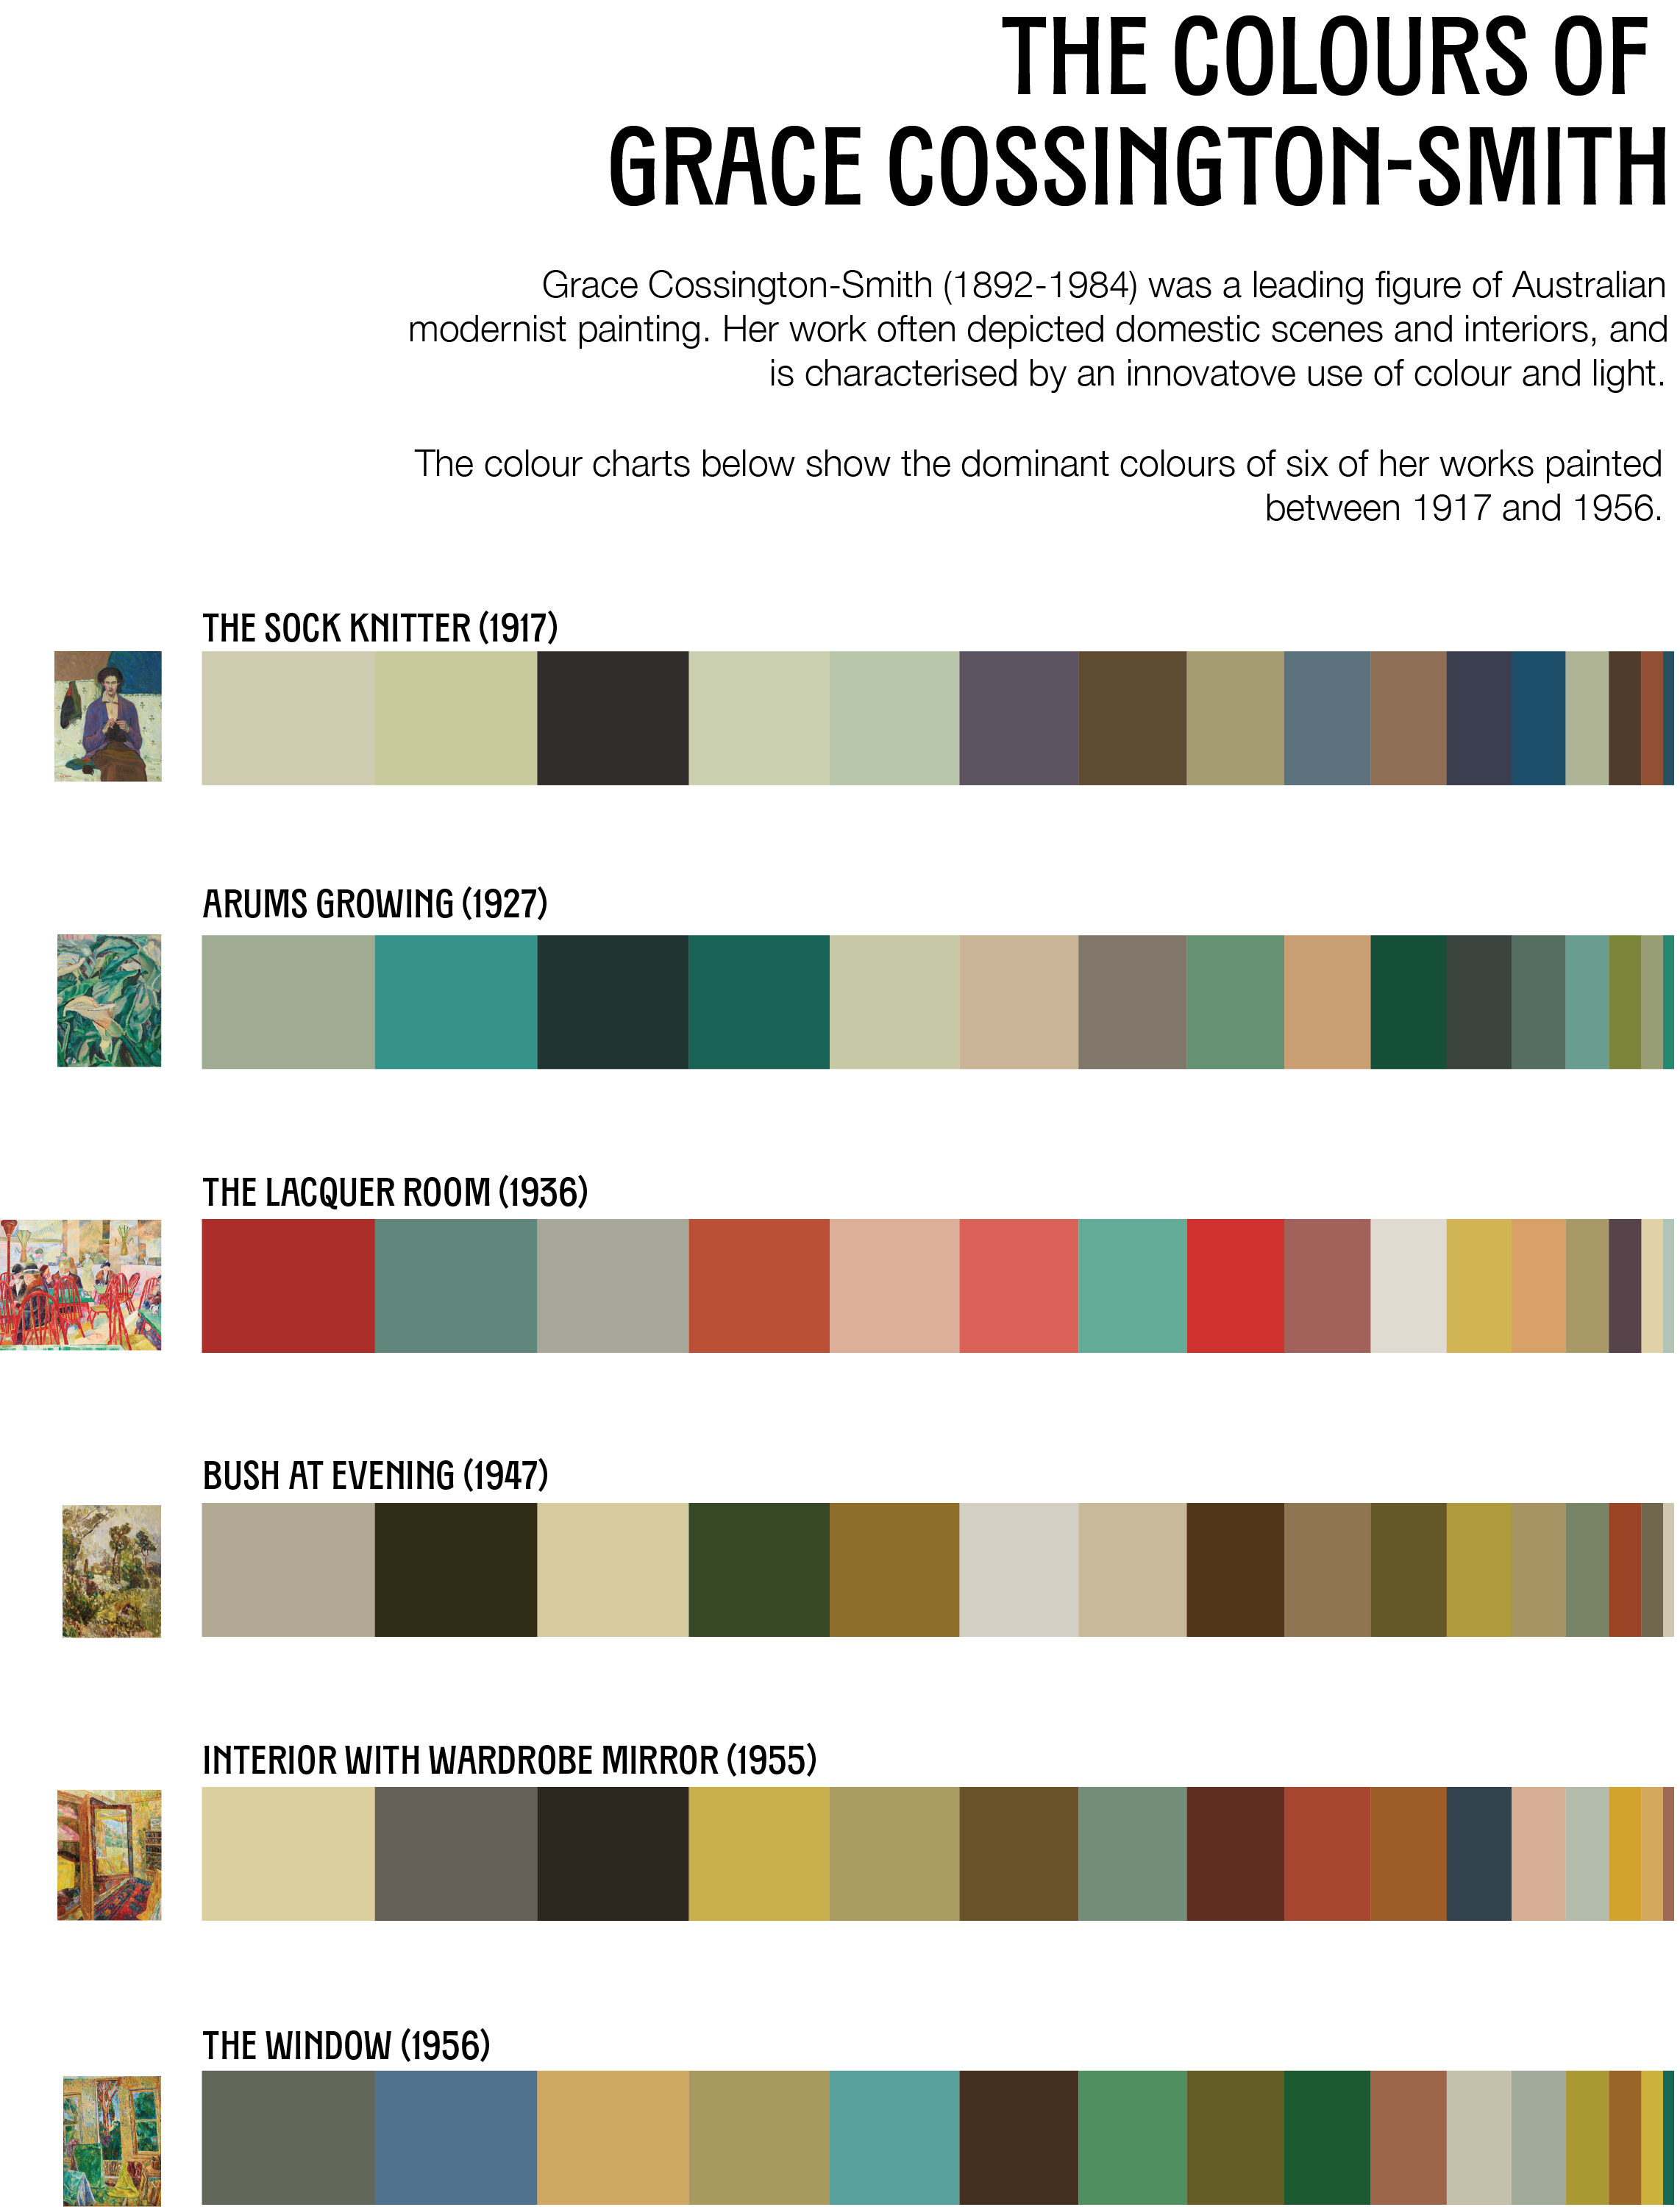 THE COLOURS OF
GRACE COSSINGTON-SMITH
Grace Cossington-Smith (1892-1984) was a leading figure of Australian
modernist painting. Her work often depicted domestic scenes and interiors, and
is characterised by an innovatove use of colour and light.
The colour charts below show the dominant colours of six of her works painted
between 1917 and 1956.
THE SOCK KNITTER (1917)
ARUMS GROWING (1927)
THE LACQUER ROOM (1936)
BUSH AT EVENING (1947)
INTERIOR WITH WARDROBE MIRROR (1955)
THE WINDOW (1956)